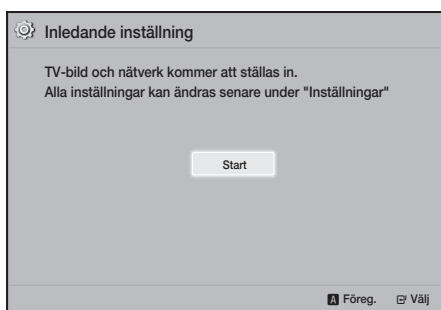 Inledande inställning
TV-bild och nätverk kommer att ställas in.
Alla inställningar kan ändras senare under "Inställningar"
Start
A Föreg. Välj